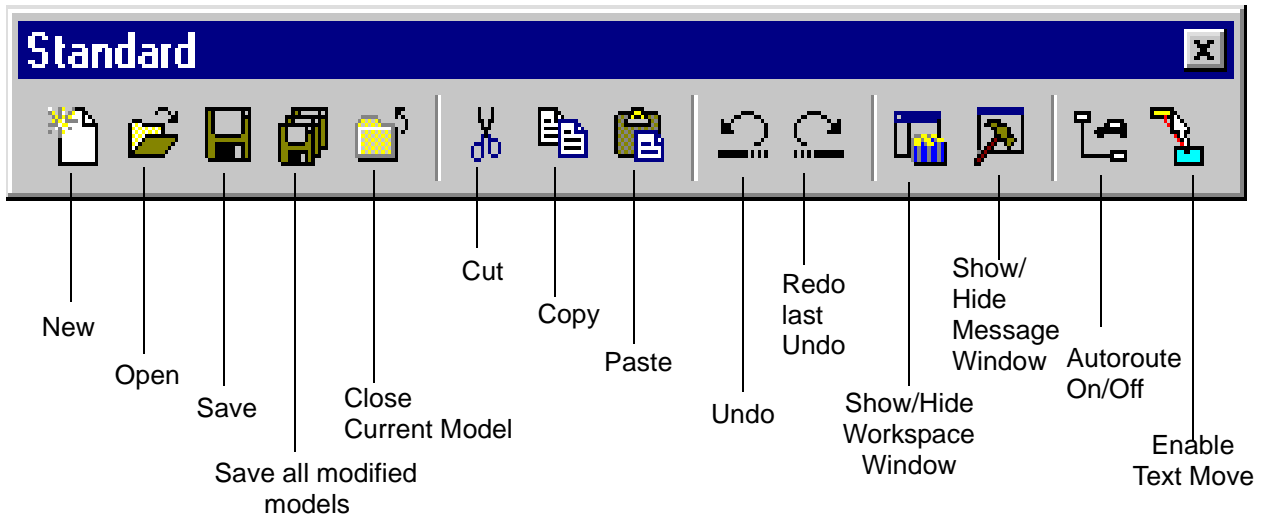 Standard
New
Open
Save
Save all modified
models
Close
Current Model
Cut
Copy
Paste
Undo
Redo
last
Undo
Show/Hide
Workspace
Window
Show/
Hide
Message
Window
Autoroute
On/Off
Enable
Text Move